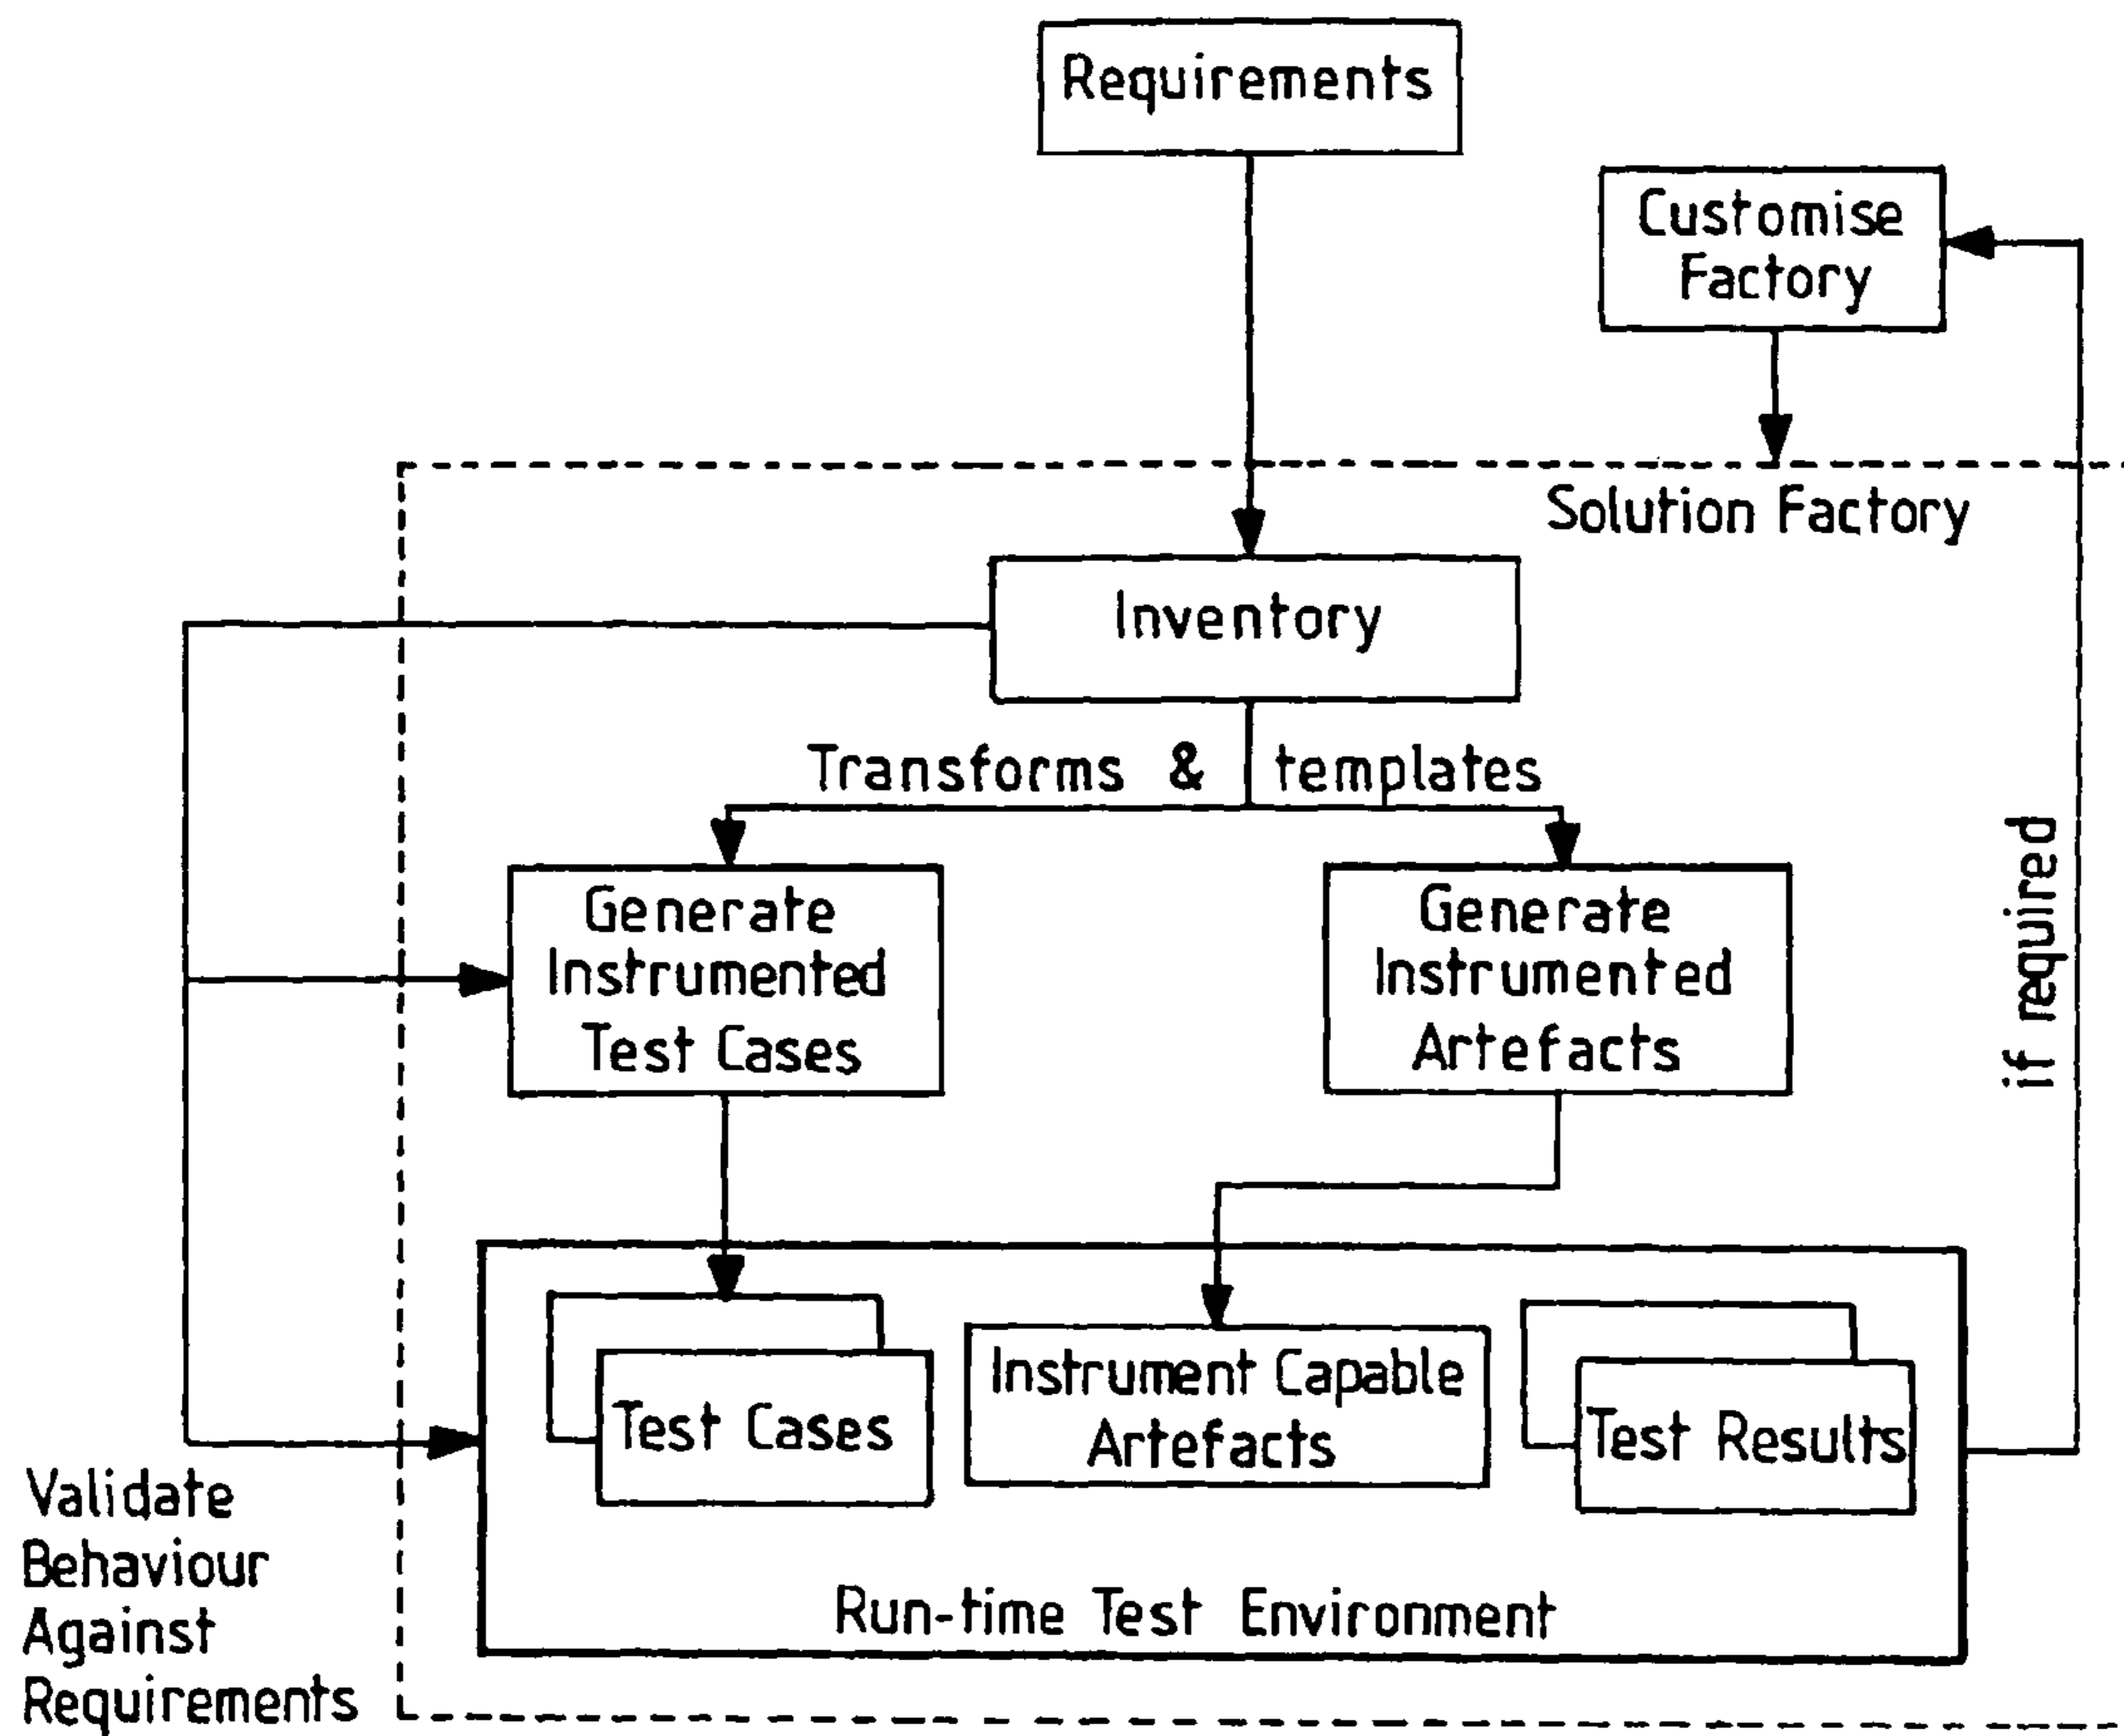 Requirements
Customise
Factory
Solution Factory
Inventory
Transforms & templates
Generate
Instrumented
Test Cases
Generate
Instrumented
Artefacts
if required
Test Cases
Instrument Capable
Artefacts
Test Results
Run-time Test Environment
Validate
Behaviour
Against
Requirements